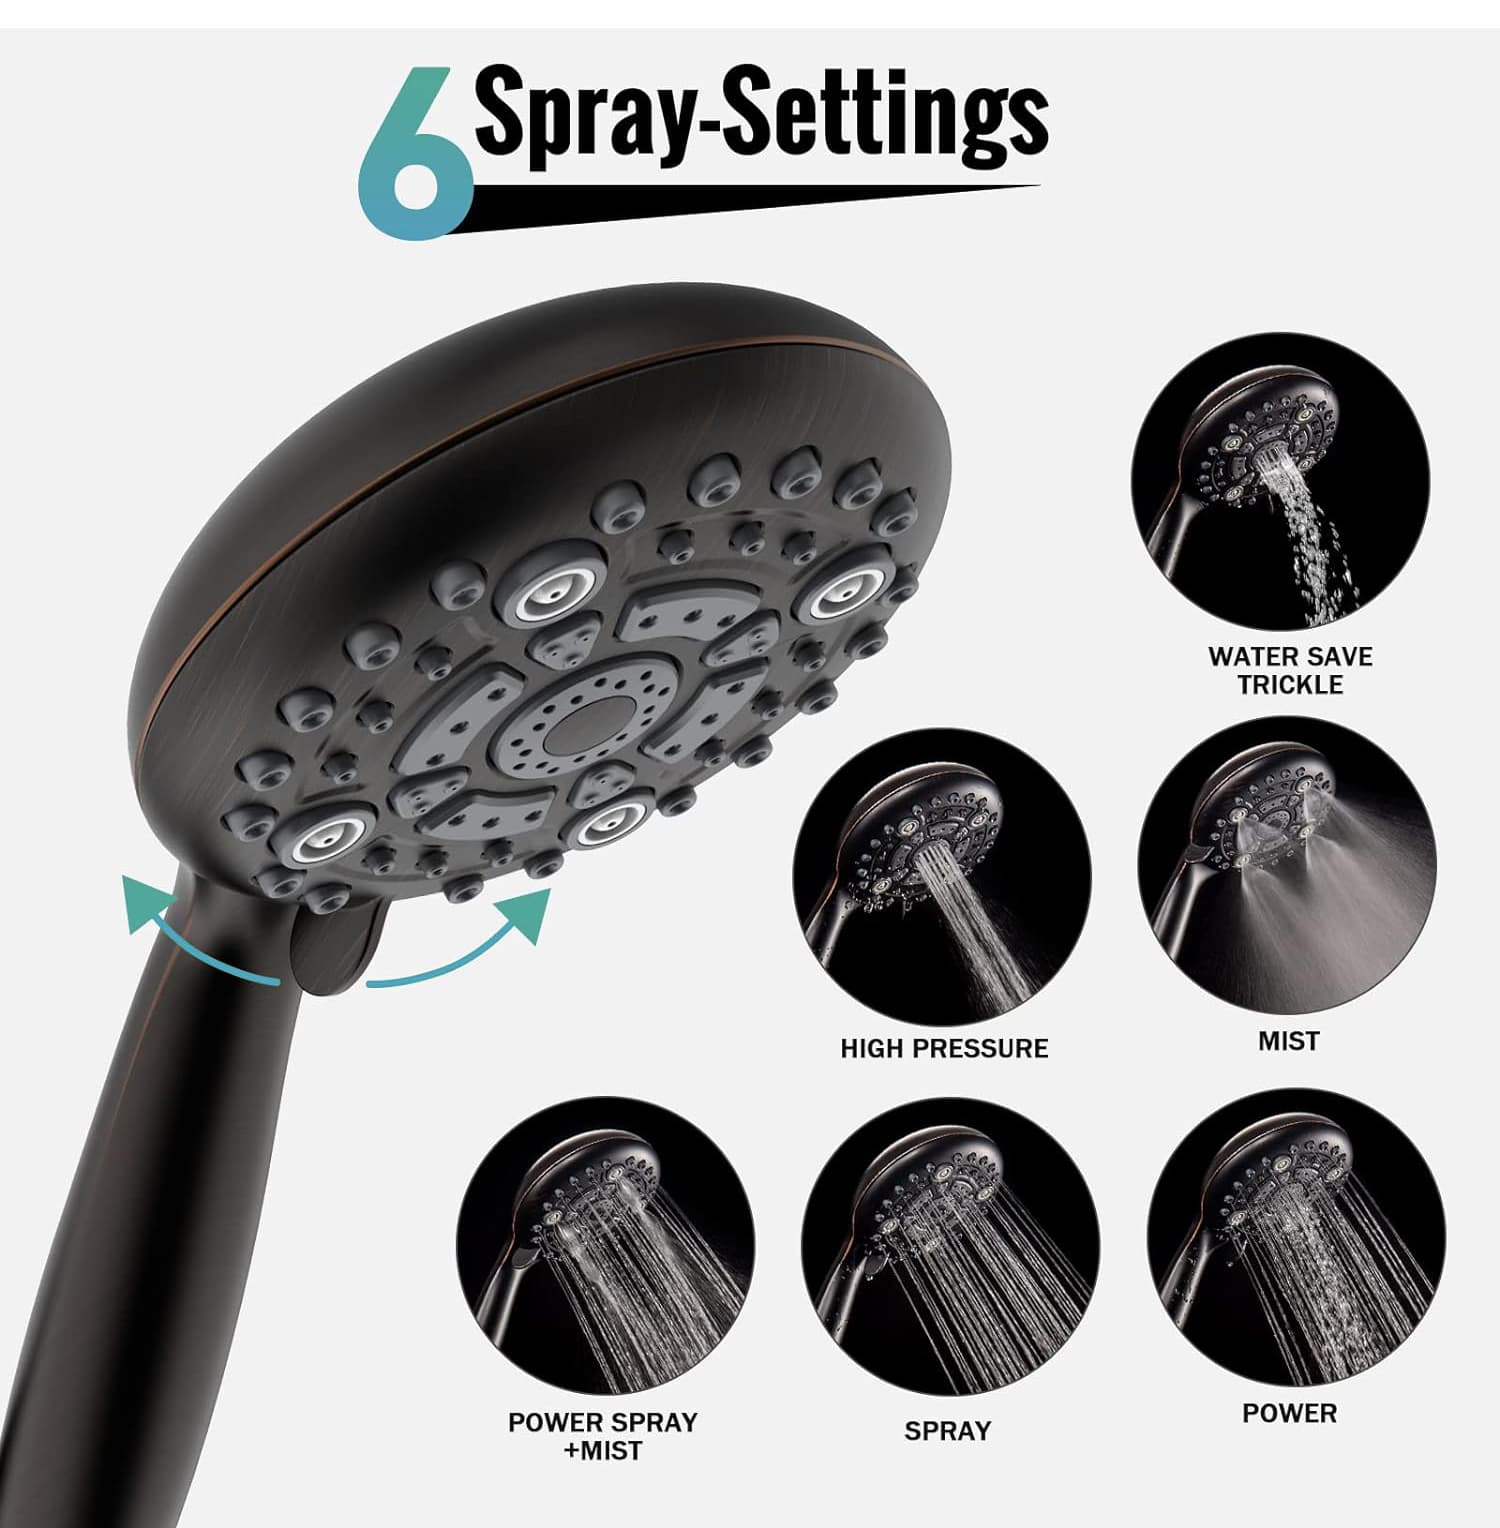 6 Spray-Settings
WATER SAVE
TRICKLE
HIGH PRESSURE
MIST
POWER SPRAY
+MIST
SPRAY
POWER